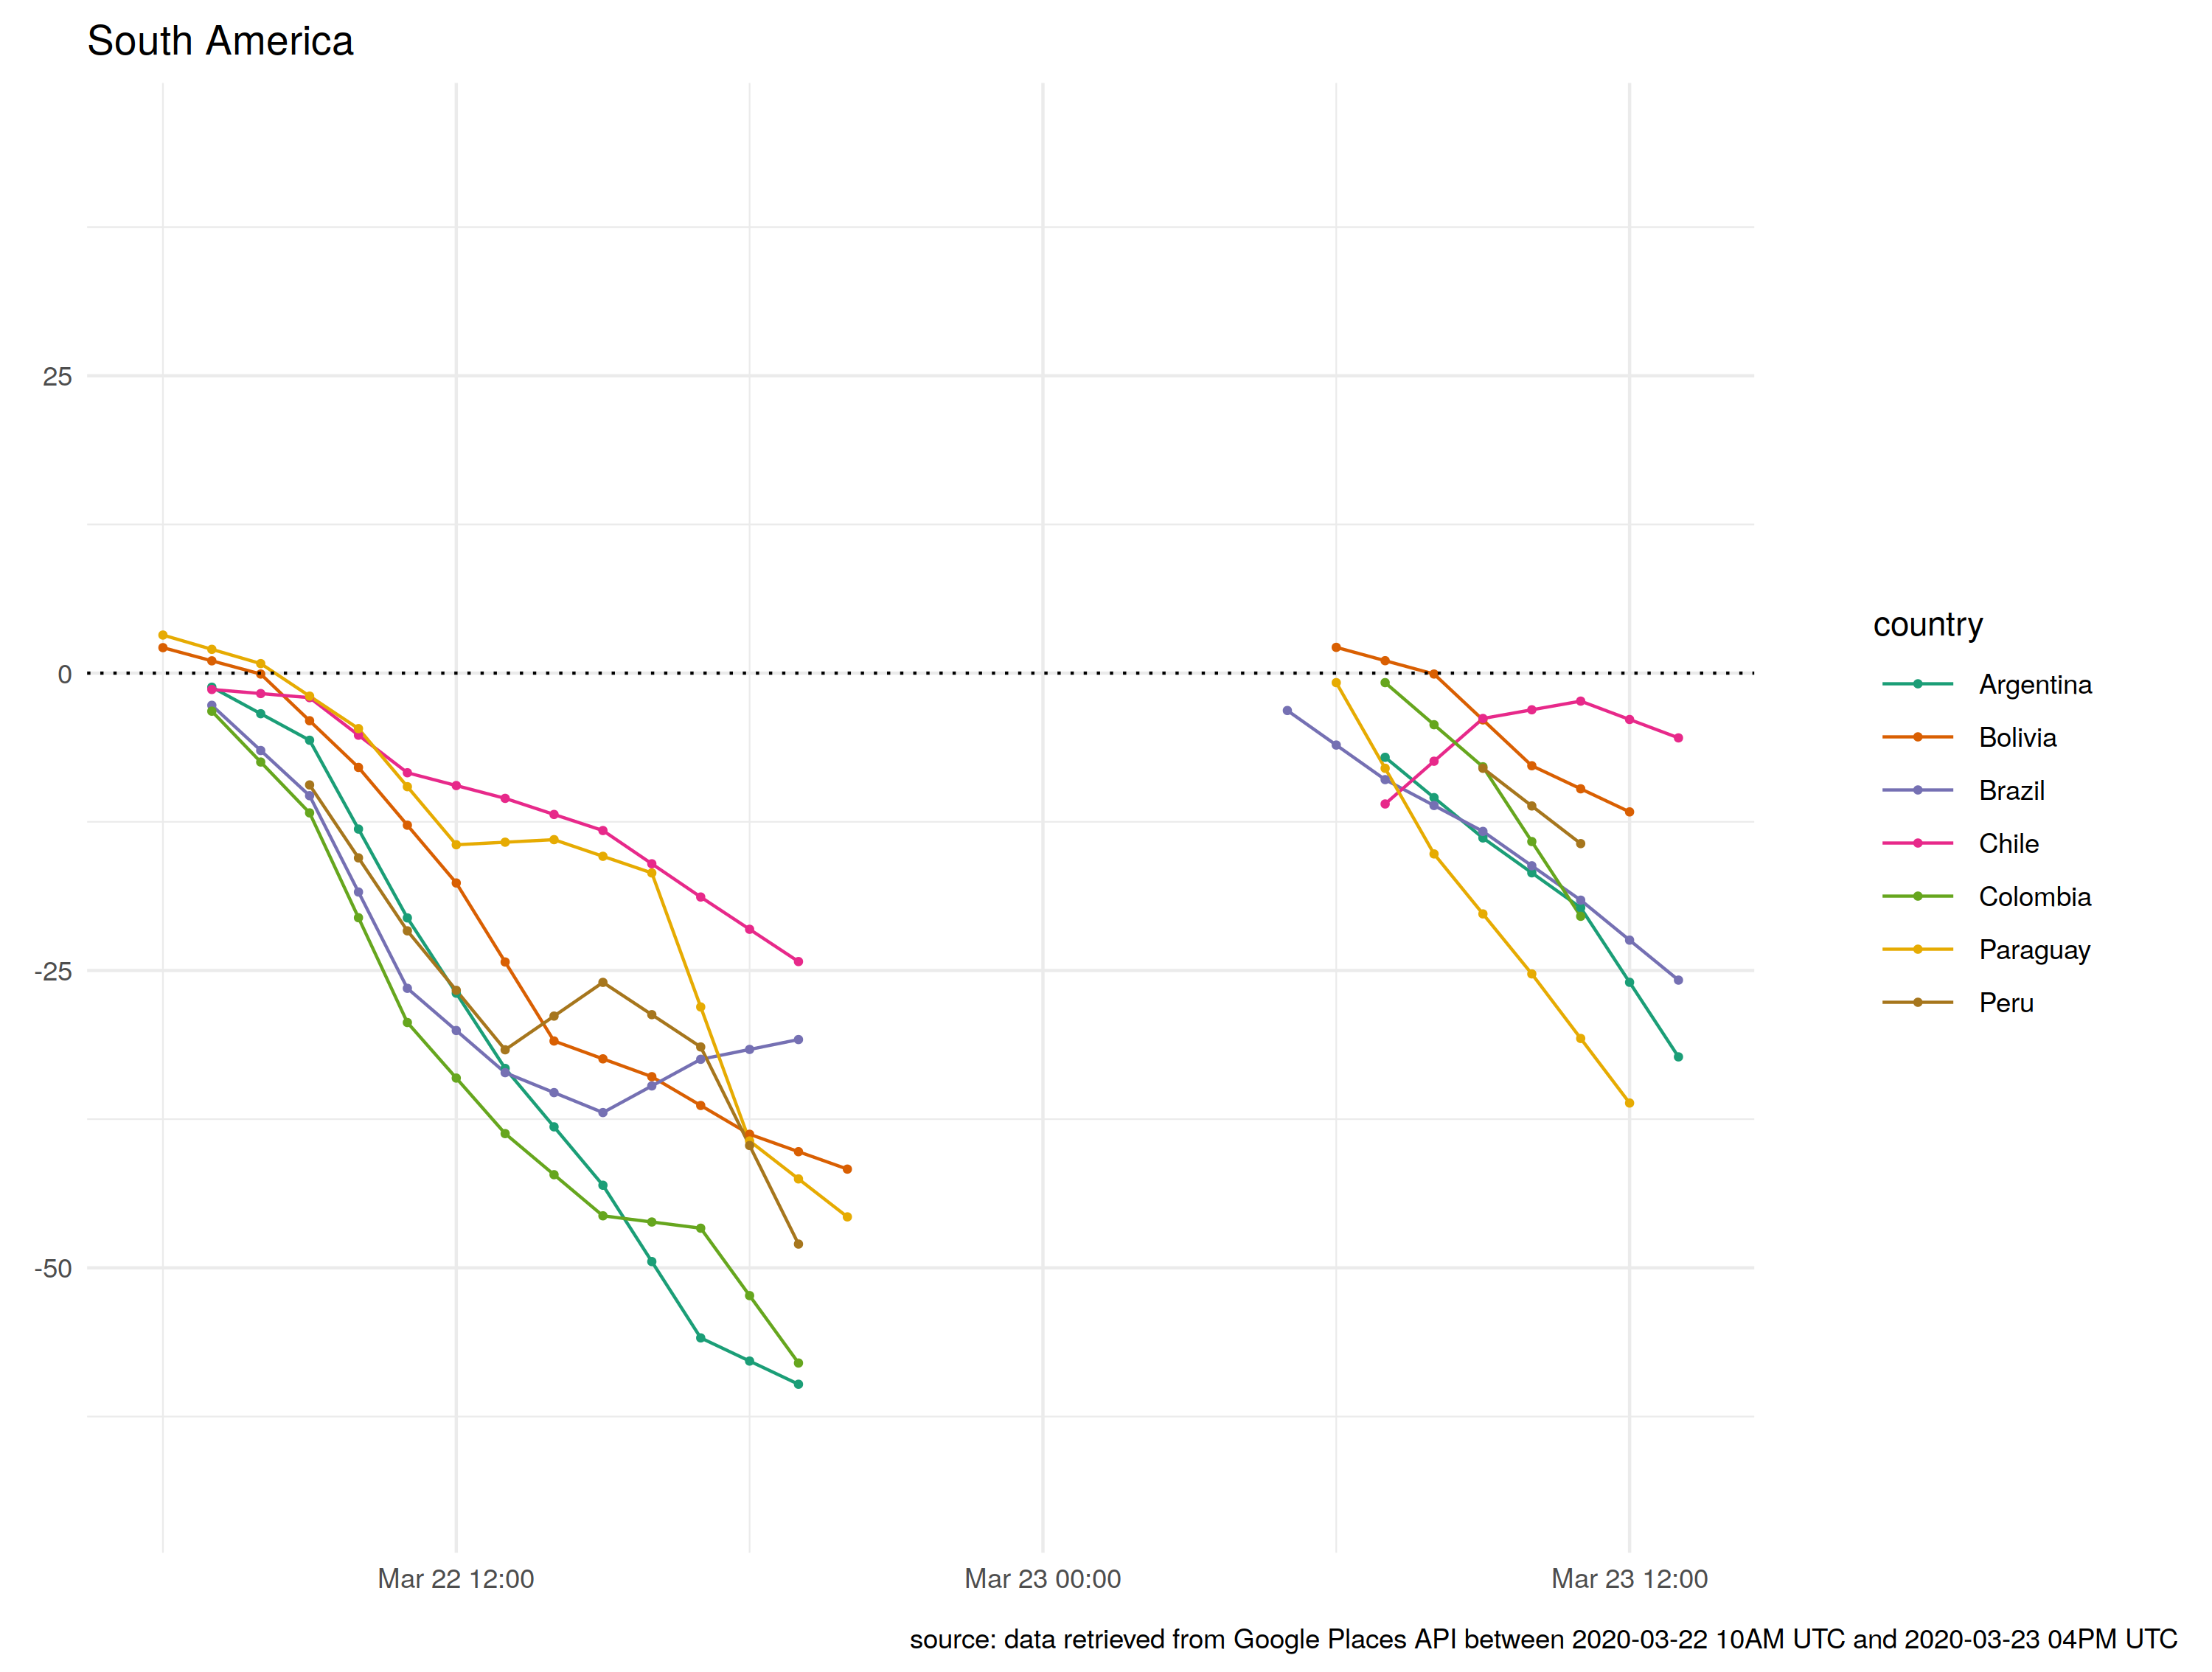 South America
25
0
-25
-50
Mar 22 12:00
Mar 23 00:00
Mar 23 12:00
country
Argentina
Bolivia
Brazil
Chile
Colombia
Paraguay
Peru
source: data retrieved from Google Places API between 2020-03-22 10AM UTC and 2020-03-23 04PM UTC